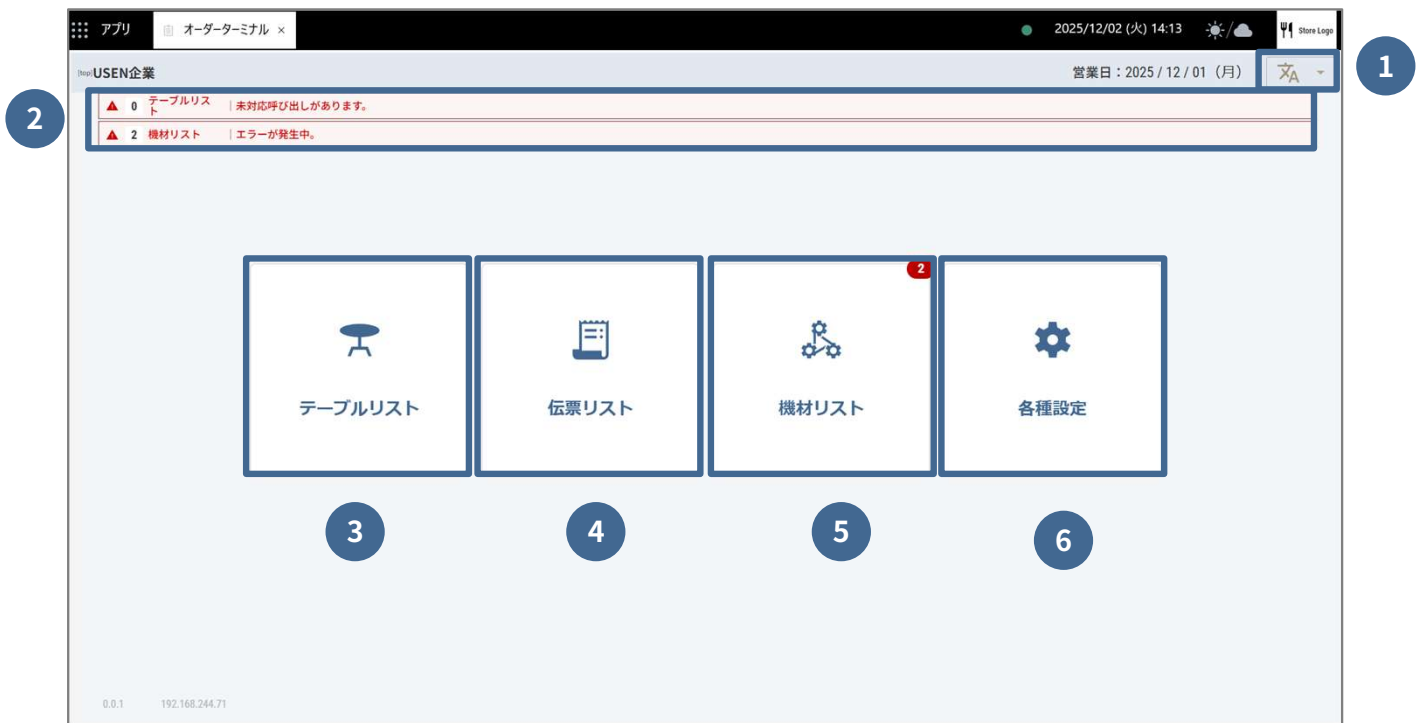 アプリ オーダーターミナル × 2025/12/02 (火) 14:13 Store Logo
[top]USEN企業 営業日：2025 / 12 / 01（月） 文A 1
2
0 テーブルリスト | 未対応呼び出しがあります。
2 機材リスト | エラーが発生中。
2
テーブルリスト 伝票リスト 機材リスト 各種設定
3 4 5 6
0.0.1 192.168.244.71